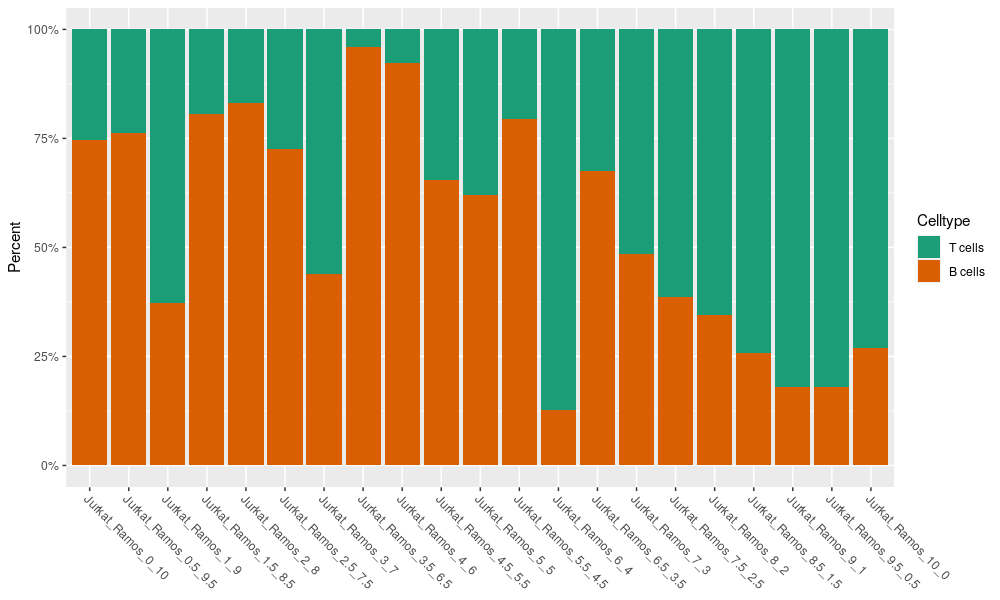 100%
75%
50%
25%
0%
Percent
Jurkat_Ramos_0_10
Jurkat_Ramos_0.5_9.5
Jurkat_Ramos_1_9
Jurkat_Ramos_1.5_8.5
Jurkat_Ramos_2_8
Jurkat_Ramos_2.5_7.5
Jurkat_Ramos_3_7
Jurkat_Ramos_3.5_6.5
Jurkat_Ramos_4_6
Jurkat_Ramos_4.5_5.5
Jurkat_Ramos_5_5
Jurkat_Ramos_5.5_4.5
Jurkat_Ramos_6_4
Jurkat_Ramos_6.5_3.5
Jurkat_Ramos_7_3
Jurkat_Ramos_7.5_2.5
Jurkat_Ramos_8_2
Jurkat_Ramos_8.5_1.5
Jurkat_Ramos_9_1
Jurkat_Ramos_9.5_0.5
Jurkat_Ramos_10_0
Celltype
T cells
B cells